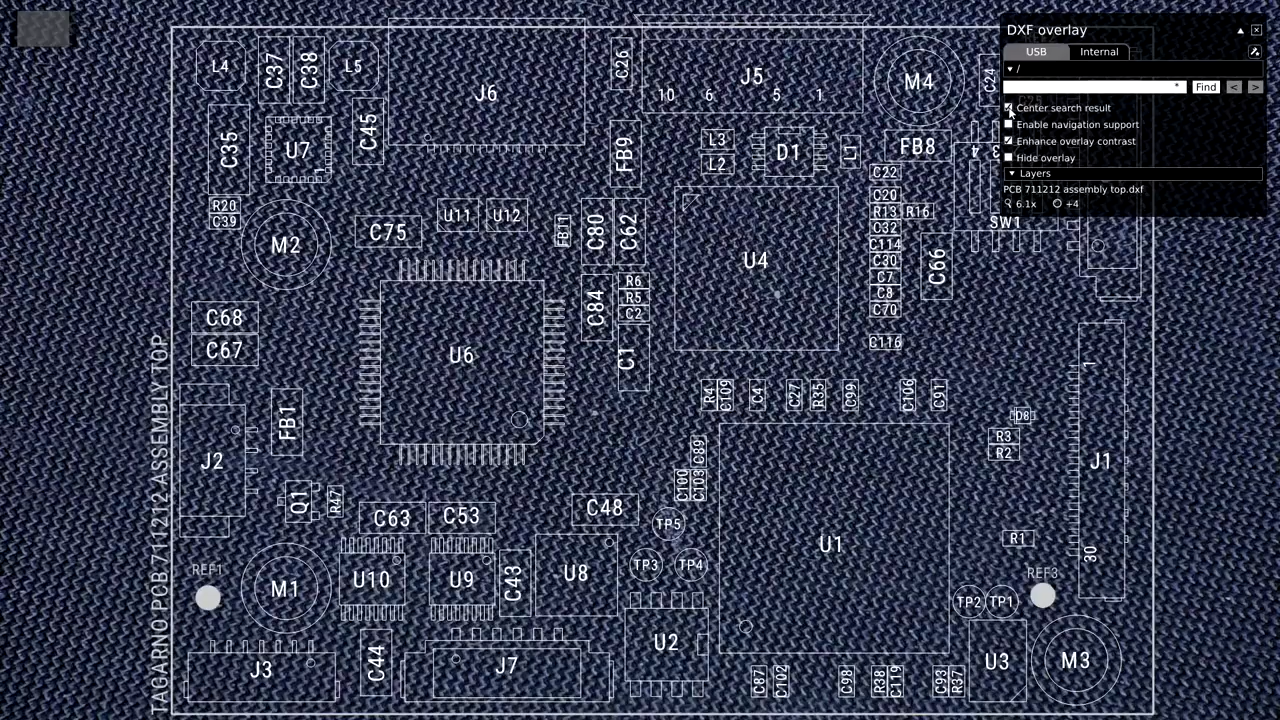 DXF overlay
USB Internal
/
* Find < >
Center search result
Enable navigation support
Enhance overlay contrast
Hide overlay
Layers
PCB 711212 assembly top.dxf
6.1x +4
L4
C37
C38
L5
J6
C26
J5
10 6 5 1
M4
C24
C35
U7
C45
FB9
L3
L2
D1
L1
FB8
C22
4
R20
C39
C20
R13
R16
C32
C114
C30
C7
C8
C70
C116
C66
SW1
M2
C75
U11
U12
FB11
C80
C62
U4
C84
R6
R5
C2
C1
C68
C67
U6
R4
C109
C4
C27
R35
C99
C106
C91
1
J1
30
D8
R3
R2
R1
J2
FB1
C89
C100
C103
Q1
R47
C63
C53
C48
TP5
TP3
TP4
U1
REF1
M1
U10
U9
C43
U8
REF3
TP2
TP1
J3
C44
J7
U2
U3
M3
C87
C102
C98
R38
C119
C93
R37
TAGARNO PCB 711212 ASSEMBLY TOP